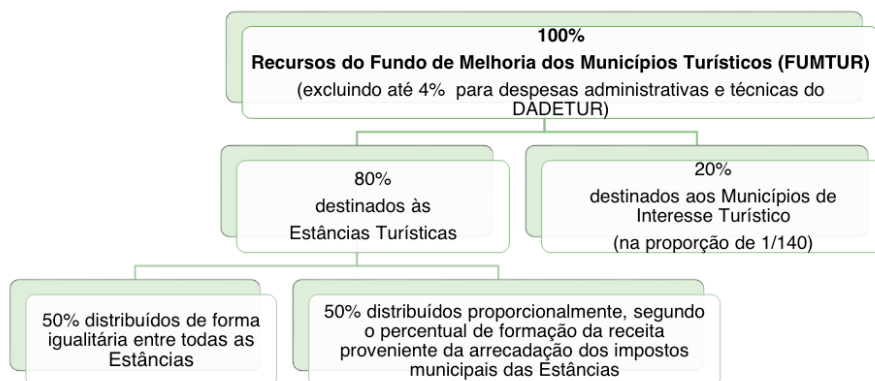 100%
Recursos do Fundo de Melhoria dos Municípios Turísticos (FUMTUR)
(excluindo até 4% para despesas administrativas e técnicas do
DADETUR)
80%
destinados às
Estâncias Turísticas
20%
destinados aos Municípios de
Interesse Turístico
(na proporção de 1/140)
50% distribuídos de forma
igualitária entre todas as
Estâncias
50% distribuídos proporcionalmente, segundo
o percentual de formação da receita
proveniente da arrecadação dos impostos
municipais das Estâncias